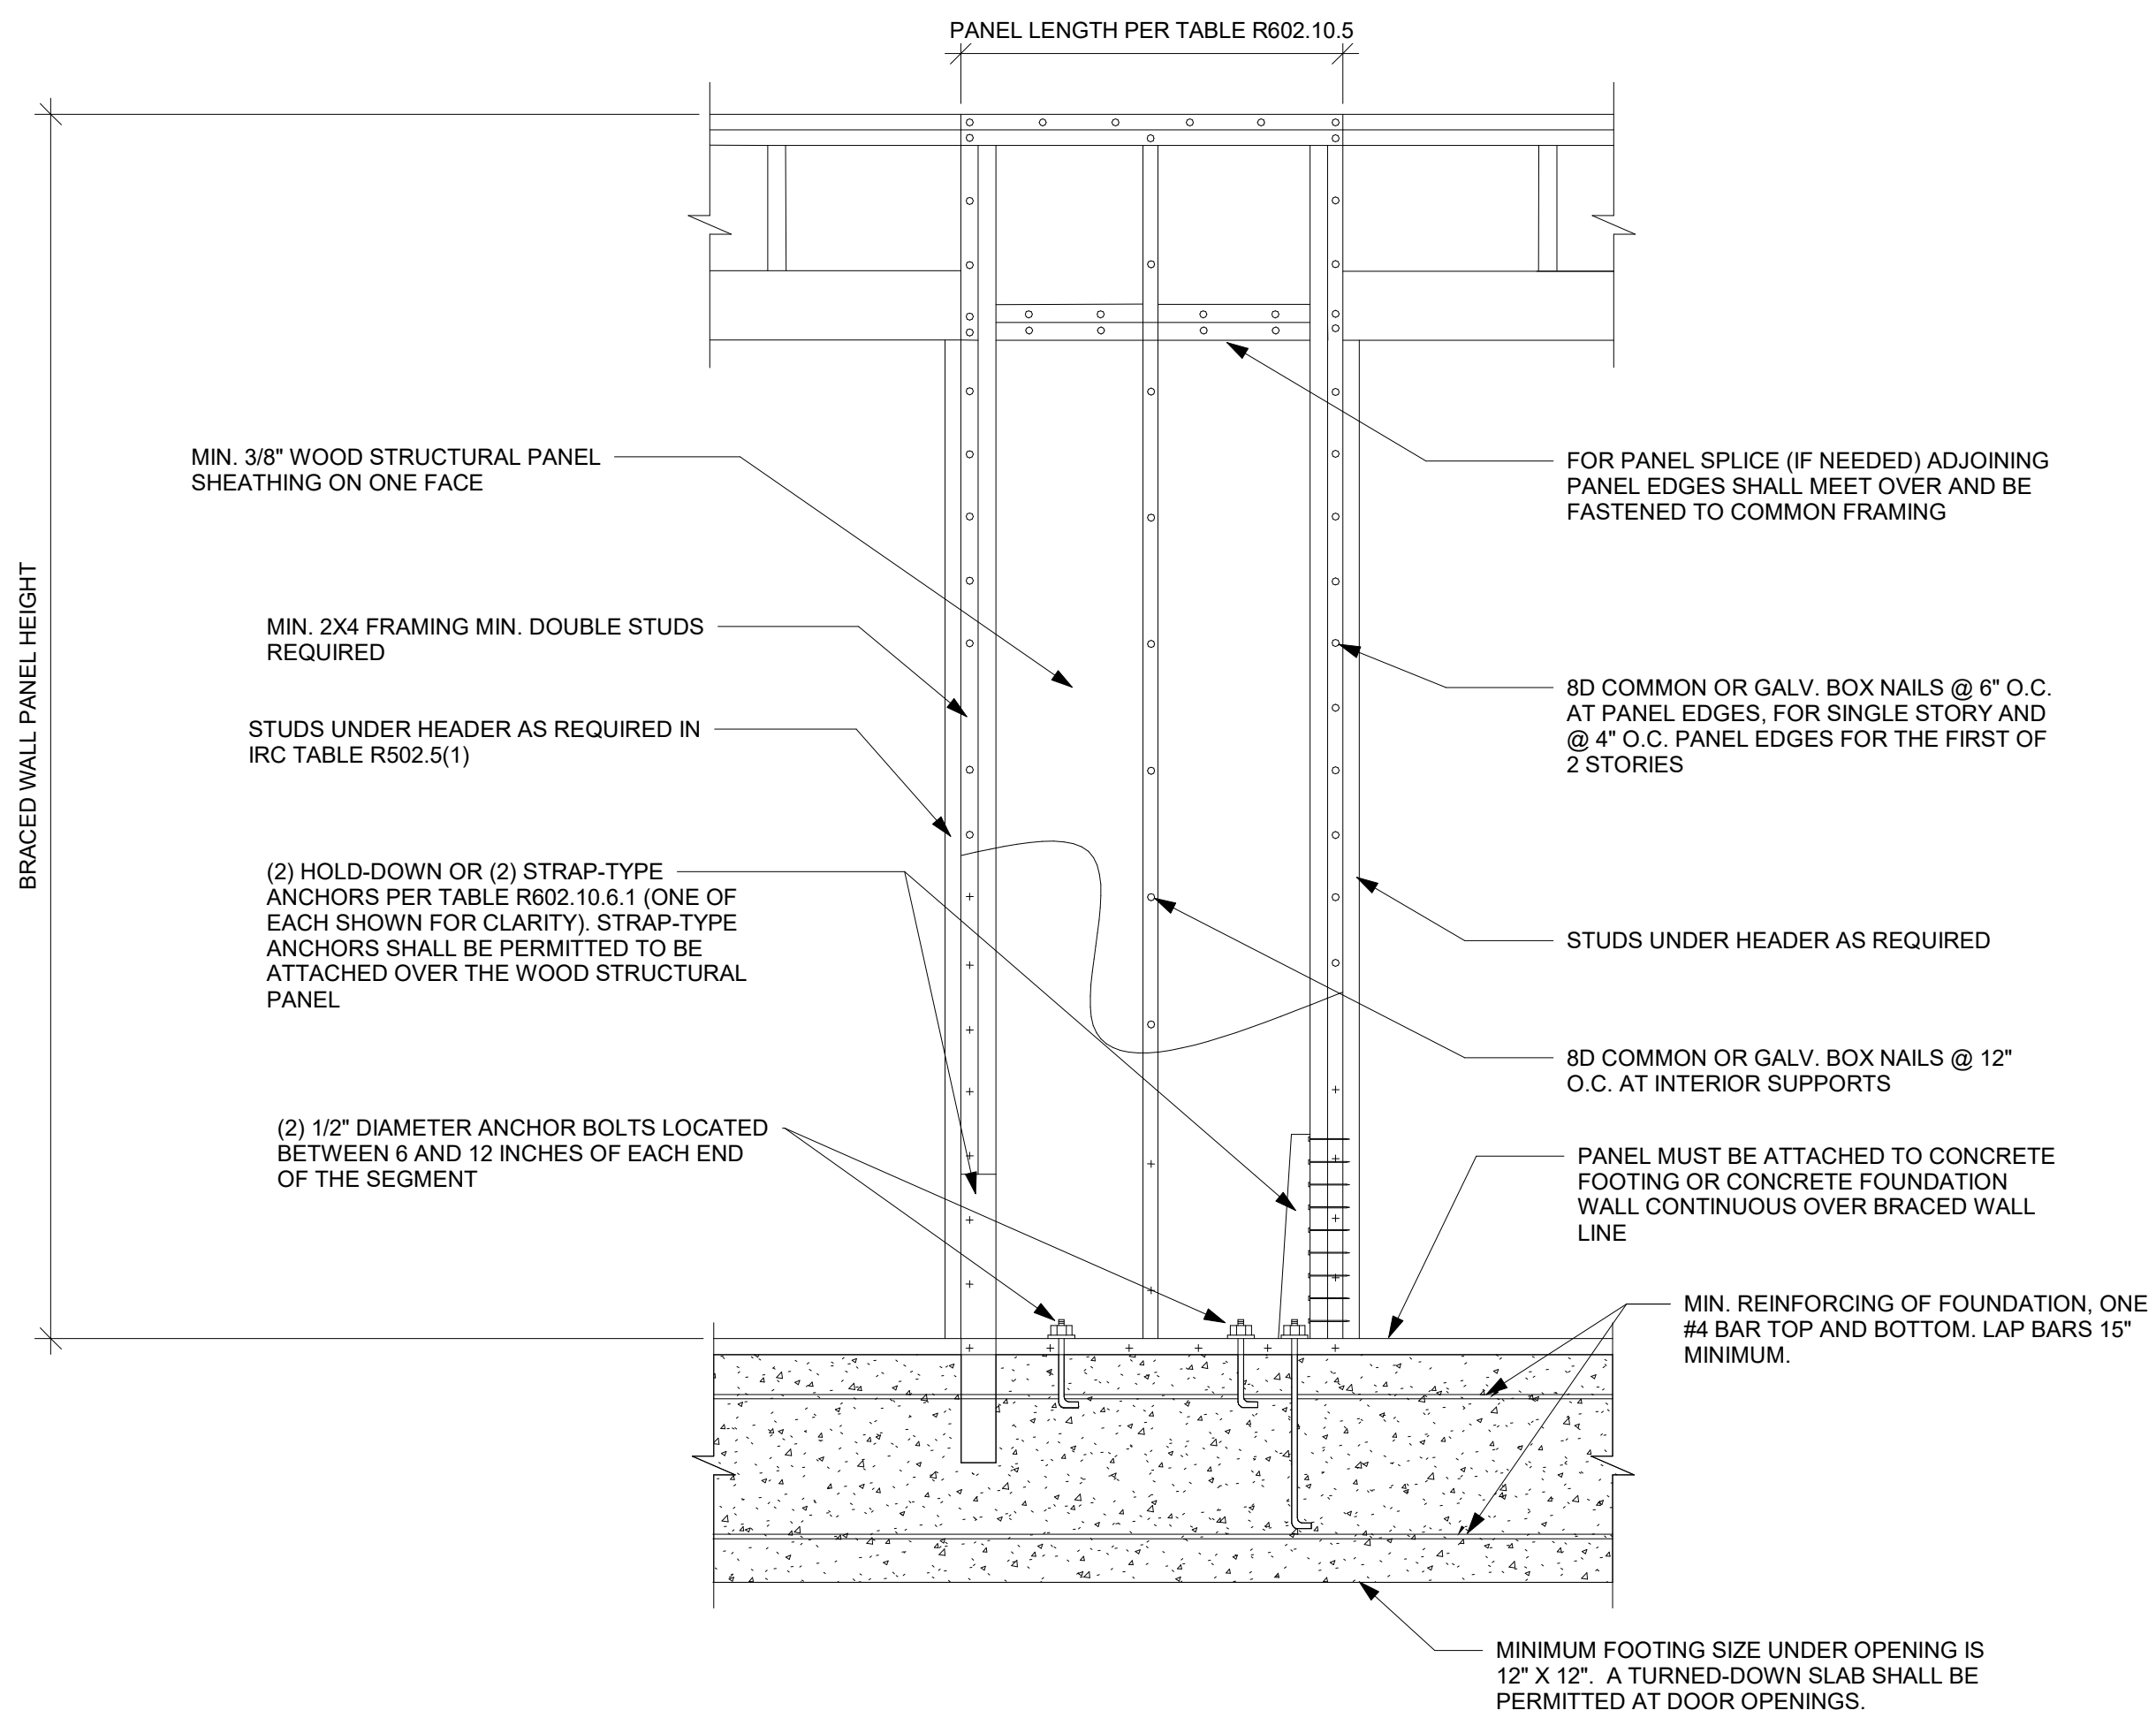 PANEL LENGTH PER TABLE R602.10.5
BRACED WALL PANEL HEIGHT
MIN. 3/8" WOOD STRUCTURAL PANEL
SHEATHING ON ONE FACE
MIN. 2X4 FRAMING MIN. DOUBLE STUDS
REQUIRED
STUDS UNDER HEADER AS REQUIRED IN
IRC TABLE R502.5(1)
(2) HOLD-DOWN OR (2) STRAP-TYPE
ANCHORS PER TABLE R602.10.6.1 (ONE OF
EACH SHOWN FOR CLARITY). STRAP-TYPE
ANCHORS SHALL BE PERMITTED TO BE
ATTACHED OVER THE WOOD STRUCTURAL
PANEL
(2) 1/2" DIAMETER ANCHOR BOLTS LOCATED
BETWEEN 6 AND 12 INCHES OF EACH END
OF THE SEGMENT
FOR PANEL SPLICE (IF NEEDED) ADJOINING
PANEL EDGES SHALL MEET OVER AND BE
FASTENED TO COMMON FRAMING
8D COMMON OR GALV. BOX NAILS @ 6" O.C.
AT PANEL EDGES, FOR SINGLE STORY AND
@ 4" O.C. PANEL EDGES FOR THE FIRST OF
2 STORIES
STUDS UNDER HEADER AS REQUIRED
8D COMMON OR GALV. BOX NAILS @ 12"
O.C. AT INTERIOR SUPPORTS
PANEL MUST BE ATTACHED TO CONCRETE
FOOTING OR CONCRETE FOUNDATION
WALL CONTINUOUS OVER BRACED WALL
LINE
MIN. REINFORCING OF FOUNDATION, ONE
#4 BAR TOP AND BOTTOM. LAP BARS 15"
MINIMUM.
MINIMUM FOOTING SIZE UNDER OPENING IS
12" X 12". A TURNED-DOWN SLAB SHALL BE
PERMITTED AT DOOR OPENINGS.